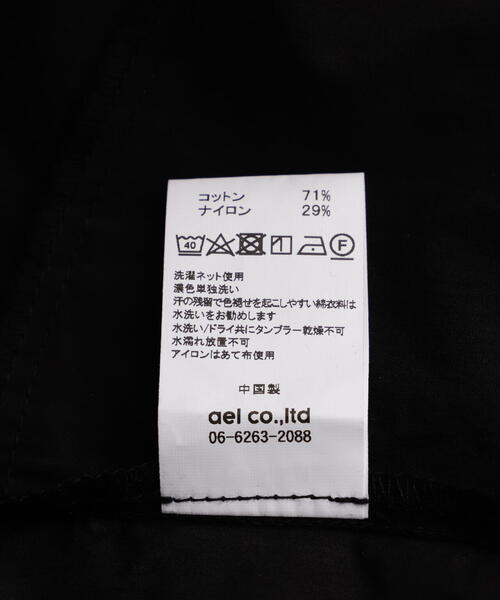 コットン 71%
ナイロン 29%
40 F
洗濯ネット使用
濃色単独洗い
汗の残留で色褪せを起こしやすい綿衣料は
水洗いをお勧めします
水洗い/ドライ共にタンブラー乾燥不可
水濡れ放置不可
アイロンはあて布使用
中国製
ael co.,ltd
06-6263-2088